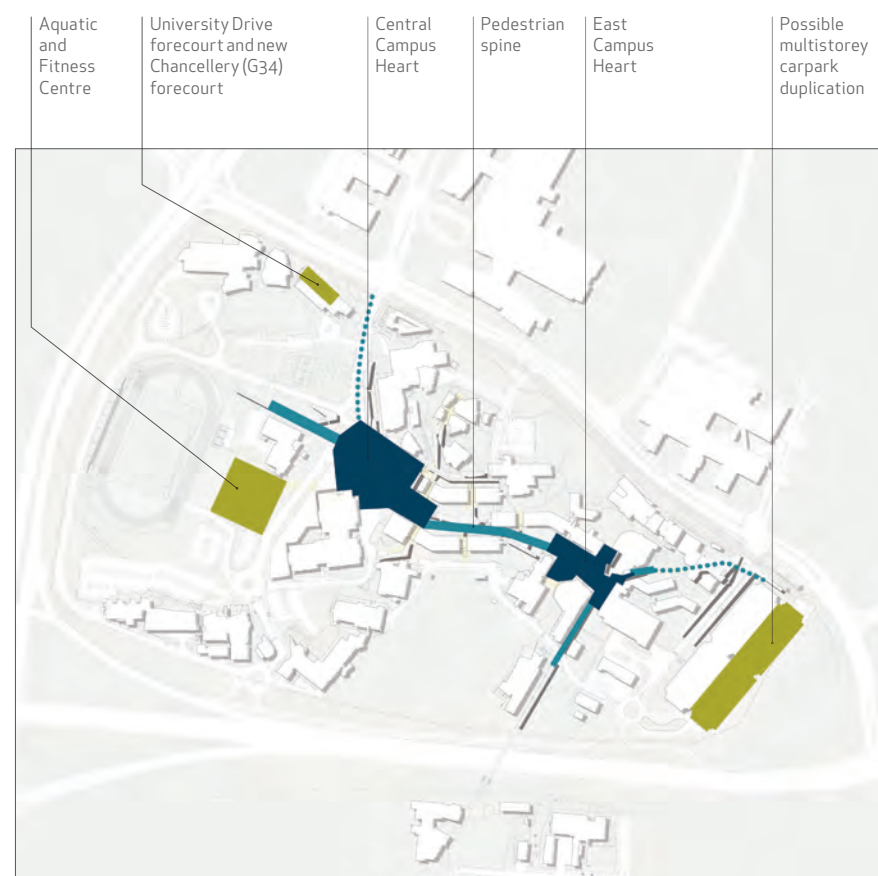 Aquatic
and
Fitness
Centre
University Drive
forecourt and new
Chancellery (G34)
forecourt
Central
Campus
Heart
Pedestrian
spine
East
Campus
Heart
Possible
multistorey
carpark
duplication